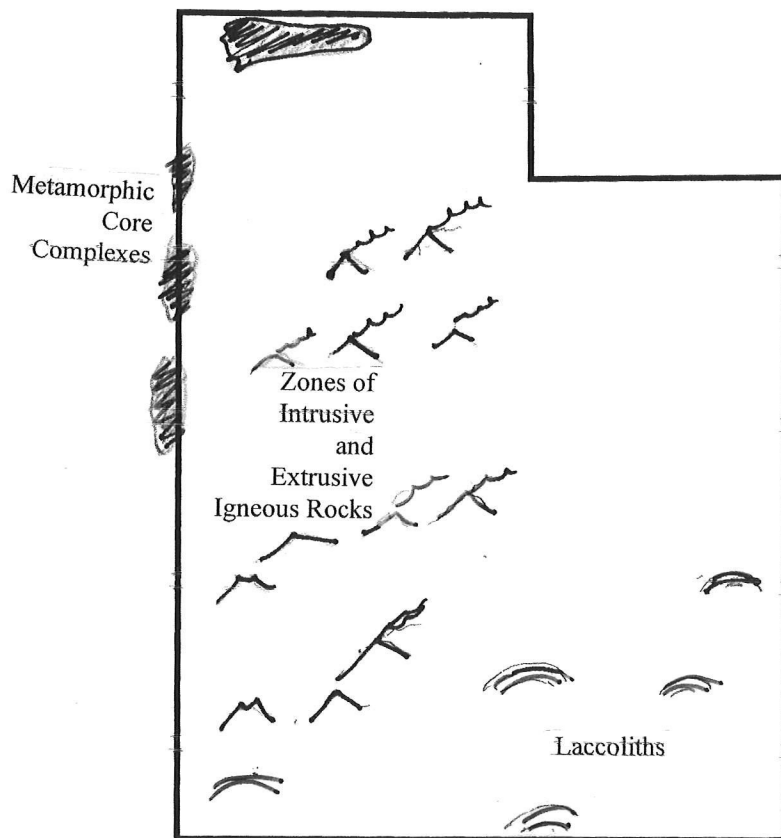 Metamorphic
Core
Complexes
Zones of
Intrusive
and
Extrusive
Igneous Rocks
Laccoliths